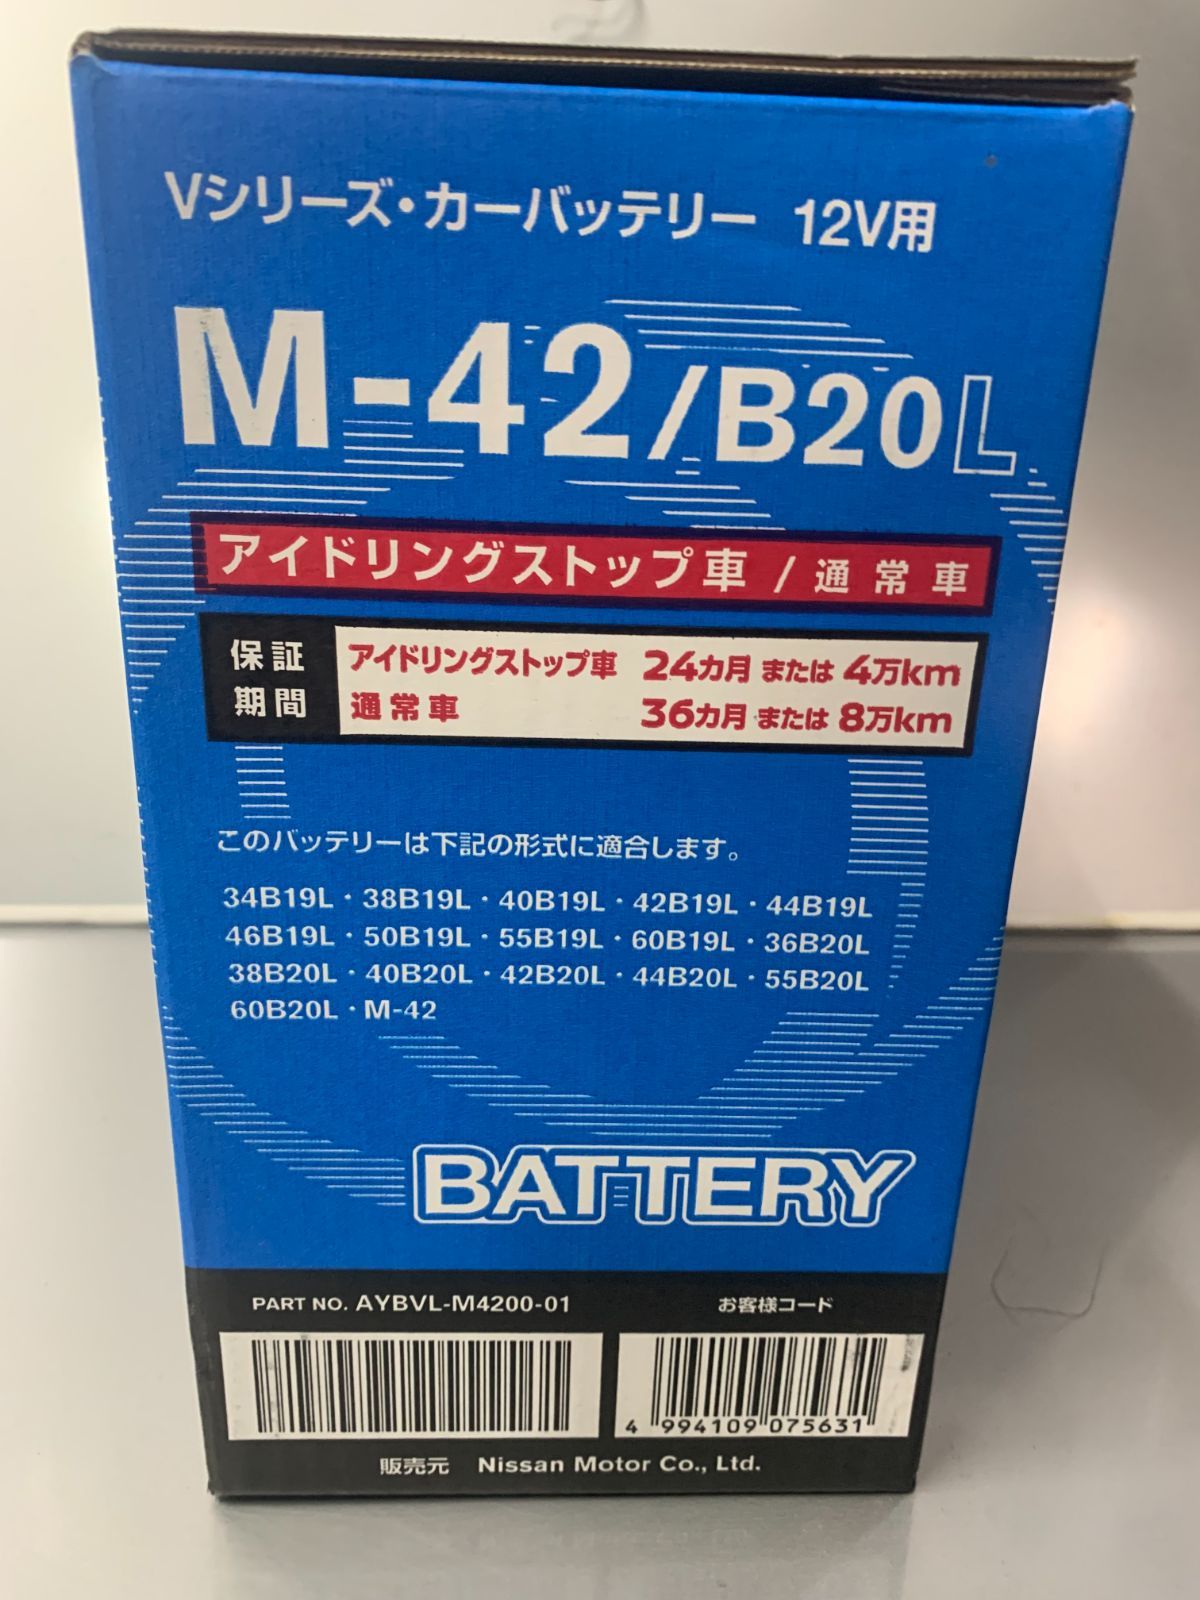 Vシリーズ・カーバッテリー 12V用
M-42/B20L
アイドリングストップ車 / 通常車
保証期間
アイドリングストップ車 24カ月 または 4万km
通常車 36カ月 または 8万km
このバッテリーは下記の形式に適合します。
34B19L・38B19L・40B19L・42B19L・44B19L
46B19L・50B19L・55B19L・60B19L・36B20L
38B20L・40B20L・42B20L・44B20L・55B20L
60B20L・M-42
BATTERY
PART NO. AYBVL-M4200-01 お客様コード
4 994109 075631
販売元 Nissan Motor Co., Ltd.